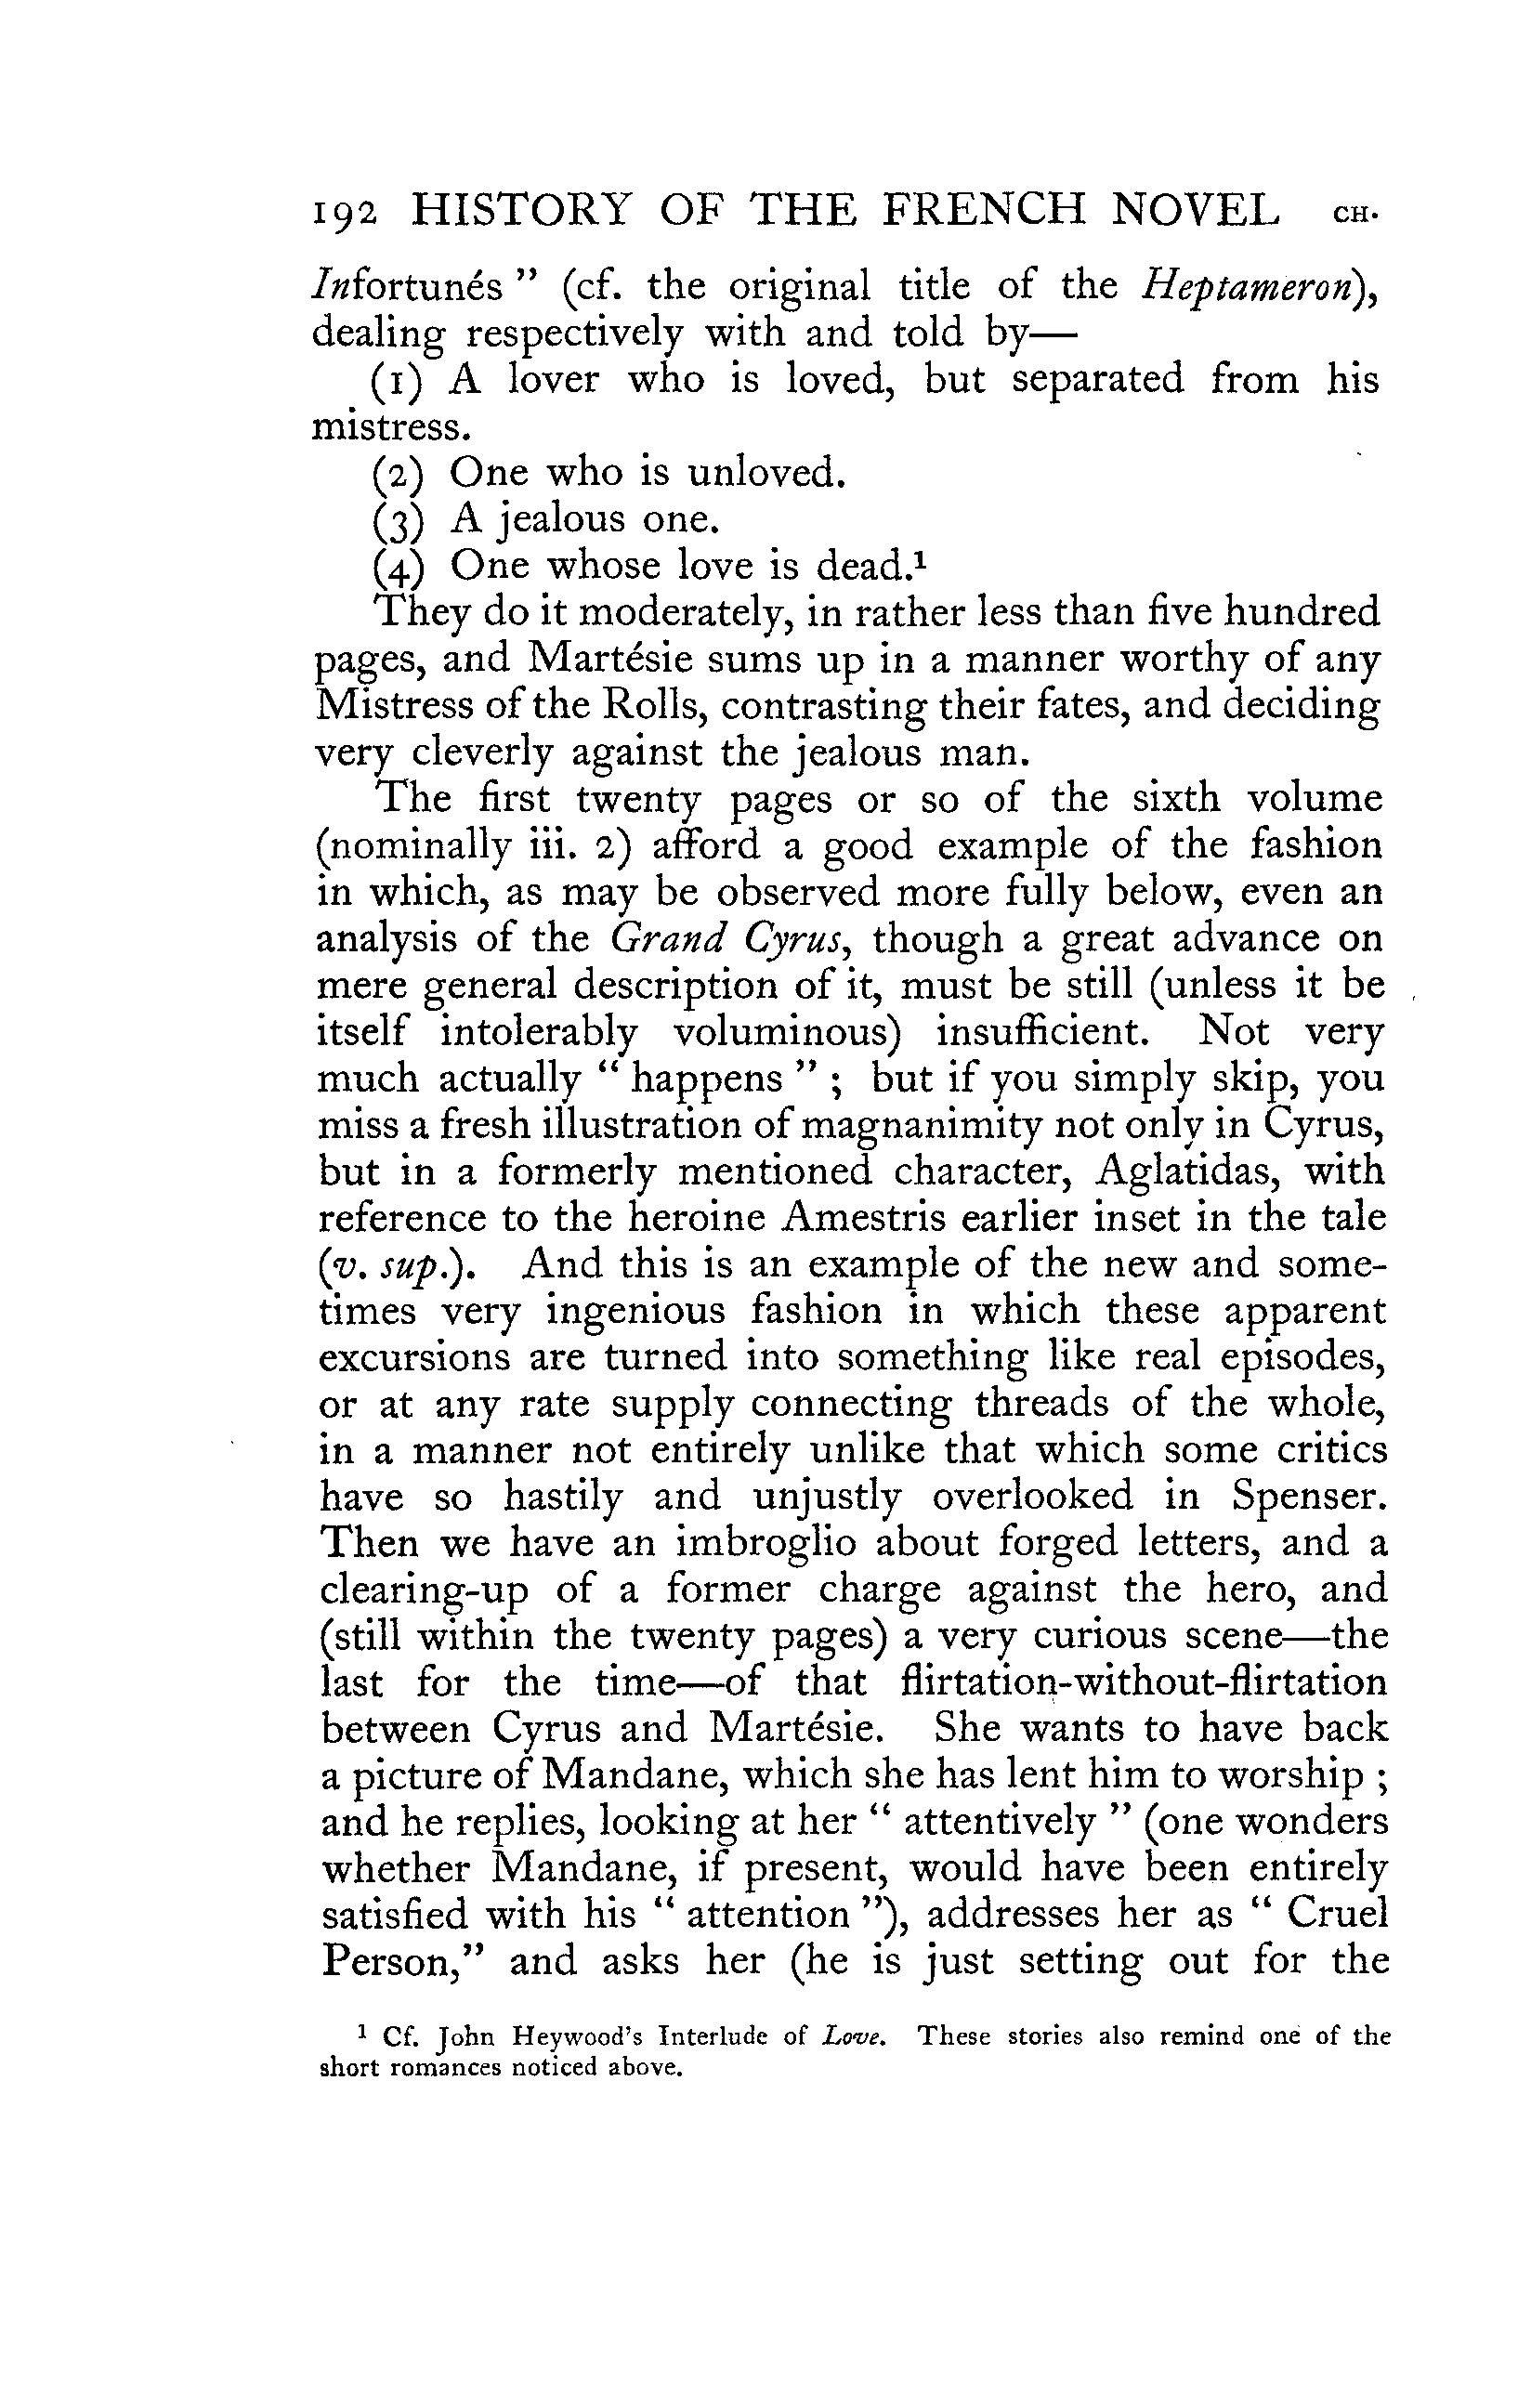 192 HISTORY OF THE FRENCH NOVEL CH.
Infortunés " (cf. the original title of the Heptameron),
dealing respectively with and told by—
(1) A lover who is loved, but separated from his
mistress.
(2) One who is unloved.
(3) A jealous one.
(4) One whose love is dead.¹
They do it moderately, in rather less than five hundred
pages, and Martésie sums up in a manner worthy of any
Mistress of the Rolls, contrasting their fates, and deciding
very cleverly against the jealous man.
The first twenty pages or so of the sixth volume
(nominally iii. 2) afford a good example of the fashion
in which, as may be observed more fully below, even an
analysis of the Grand Cyrus, though a great advance on
mere general description of it, must be still (unless it be
itself intolerably voluminous) insufficient. Not very
much actually " happens " ; but if you simply skip, you
miss a fresh illustration of magnanimity not only in Cyrus,
but in a formerly mentioned character, Aglatidas, with
reference to the heroine Amestris earlier inset in the tale
(v. sup.). And this is an example of the new and some-
times very ingenious fashion in which these apparent
excursions are turned into something like real episodes,
or at any rate supply connecting threads of the whole,
in a manner not entirely unlike that which some critics
have so hastily and unjustly overlooked in Spenser.
Then we have an imbroglio about forged letters, and a
clearing-up of a former charge against the hero, and
(still within the twenty pages) a very curious scene—the
last for the time—of that flirtation-without-flirtation
between Cyrus and Martésie. She wants to have back
a picture of Mandane, which she has lent him to worship ;
and he replies, looking at her " attentively " (one wonders
whether Mandane, if present, would have been entirely
satisfied with his " attention "), addresses her as " Cruel
Person," and asks her (he is just setting out for the
¹ Cf. John Heywood's Interlude of Love. These stories also remind one of the
short romances noticed above.